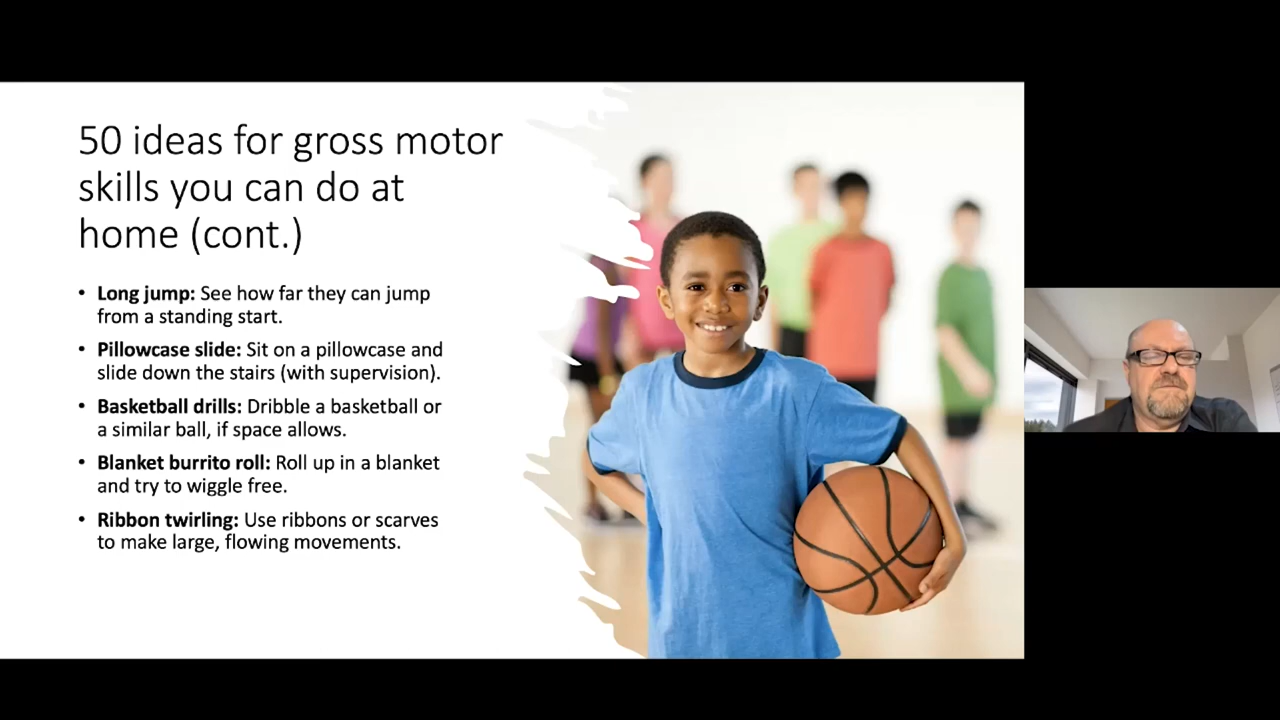 50 ideas for gross motor
skills you can do at
home (cont.)
• Long jump: See how far they can jump
from a standing start.
• Pillowcase slide: Sit on a pillowcase and
slide down the stairs (with supervision).
• Basketball drills: Dribble a basketball or
a similar ball, if space allows.
• Blanket burrito roll: Roll up in a blanket
and try to wiggle free.
• Ribbon twirling: Use ribbons or scarves
to make large, flowing movements.